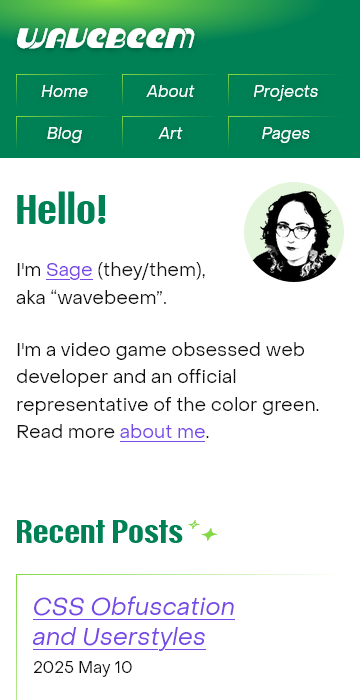 WAVEBEEM
Home About Projects
Blog Art Pages
Hello!
I'm Sage (they/them),
aka “wavebeem”.
I'm a video game obsessed web
developer and an official
representative of the color green.
Read more about me.
Recent Posts
CSS Obfuscation
and Userstyles
2025 May 10